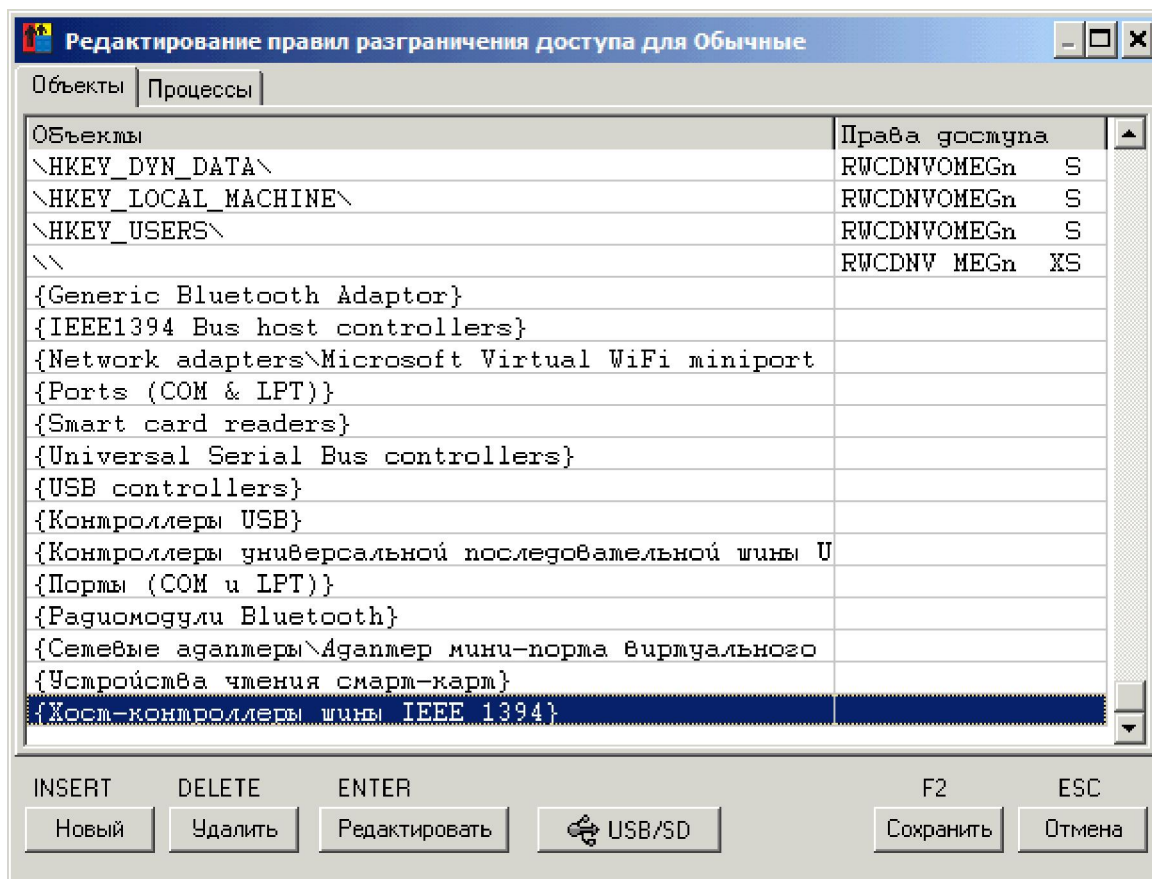 Редактирование правил разграничения доступа для Обычные
Объекты Процессы
Объекты Права доступа
\HKEY_DYN_DATA\ RWCDNVOMEGn S
\HKEY_LOCAL_MACHINE\ RWCDNVOMEGn S
\HKEY_USERS\ RWCDNVOMEGn S
\\ RWCDNV MEGn XS
{Generic Bluetooth Adaptor}
{IEEE1394 Bus host controllers}
{Network adapters\Microsoft Virtual WiFi miniport
{Ports (COM & LPT)}
{Smart card readers}
{Universal Serial Bus controllers}
{USB controllers}
{Контроллеры USB}
{Контроллеры универсальной последовательной шины U
{Порты (COM и LPT)}
{Радиомодули Bluetooth}
{Сетевые адаптеры\Адаптер мини-порта виртуального
{Устройства чтения смарт-карт}
{Хост-контроллеры шины IEEE 1394}
INSERT DELETE ENTER F2 ESC
Новый Удалить Редактировать USB/SD Сохранить Отмена